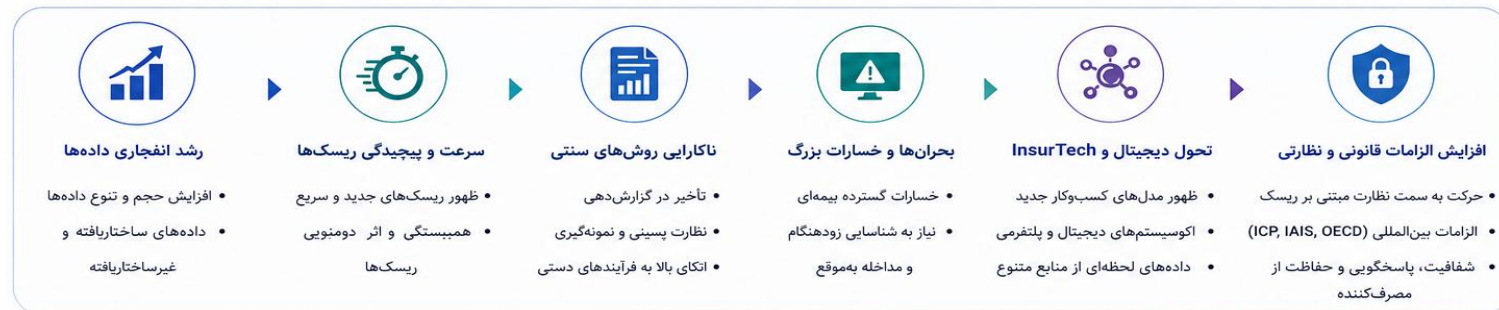 رشد انفجاری داده‌ها
• افزایش حجم و تنوع داده‌ها
• داده‌های ساختاریافته و
غیرساختاریافته
سرعت و پیچیدگی ریسک‌ها
• ظهور ریسک‌های جدید و سریع
• همبستگی و اثر دومنویی
ریسک‌ها
ناکارایی روش‌های سنتی
• تأخیر در گزارش‌دهی
• نظارت پسینی و نمونه‌گیری
• اتکای بالا به فرآیندهای دستی
بحران‌ها و خسارات بزرگ
• خسارات گسترده بیمه‌ای
• نیاز به شناسایی زودهنگام
و مداخله به‌موقع
تحول دیجیتال و InsurTech
• ظهور مدل‌های کسب‌وکار جدید
• اکوسیستم‌های دیجیتال و پلتفرمی
• داده‌های لحظه‌ای از منابع متنوع
افزایش الزامات قانونی و نظارتی
• حرکت به سمت نظارت مبتنی بر ریسک
• الزامات بین‌المللی (ICP, IAIS, OECD)
• شفافیت، پاسخگویی و حفاظت از
مصرف‌کننده